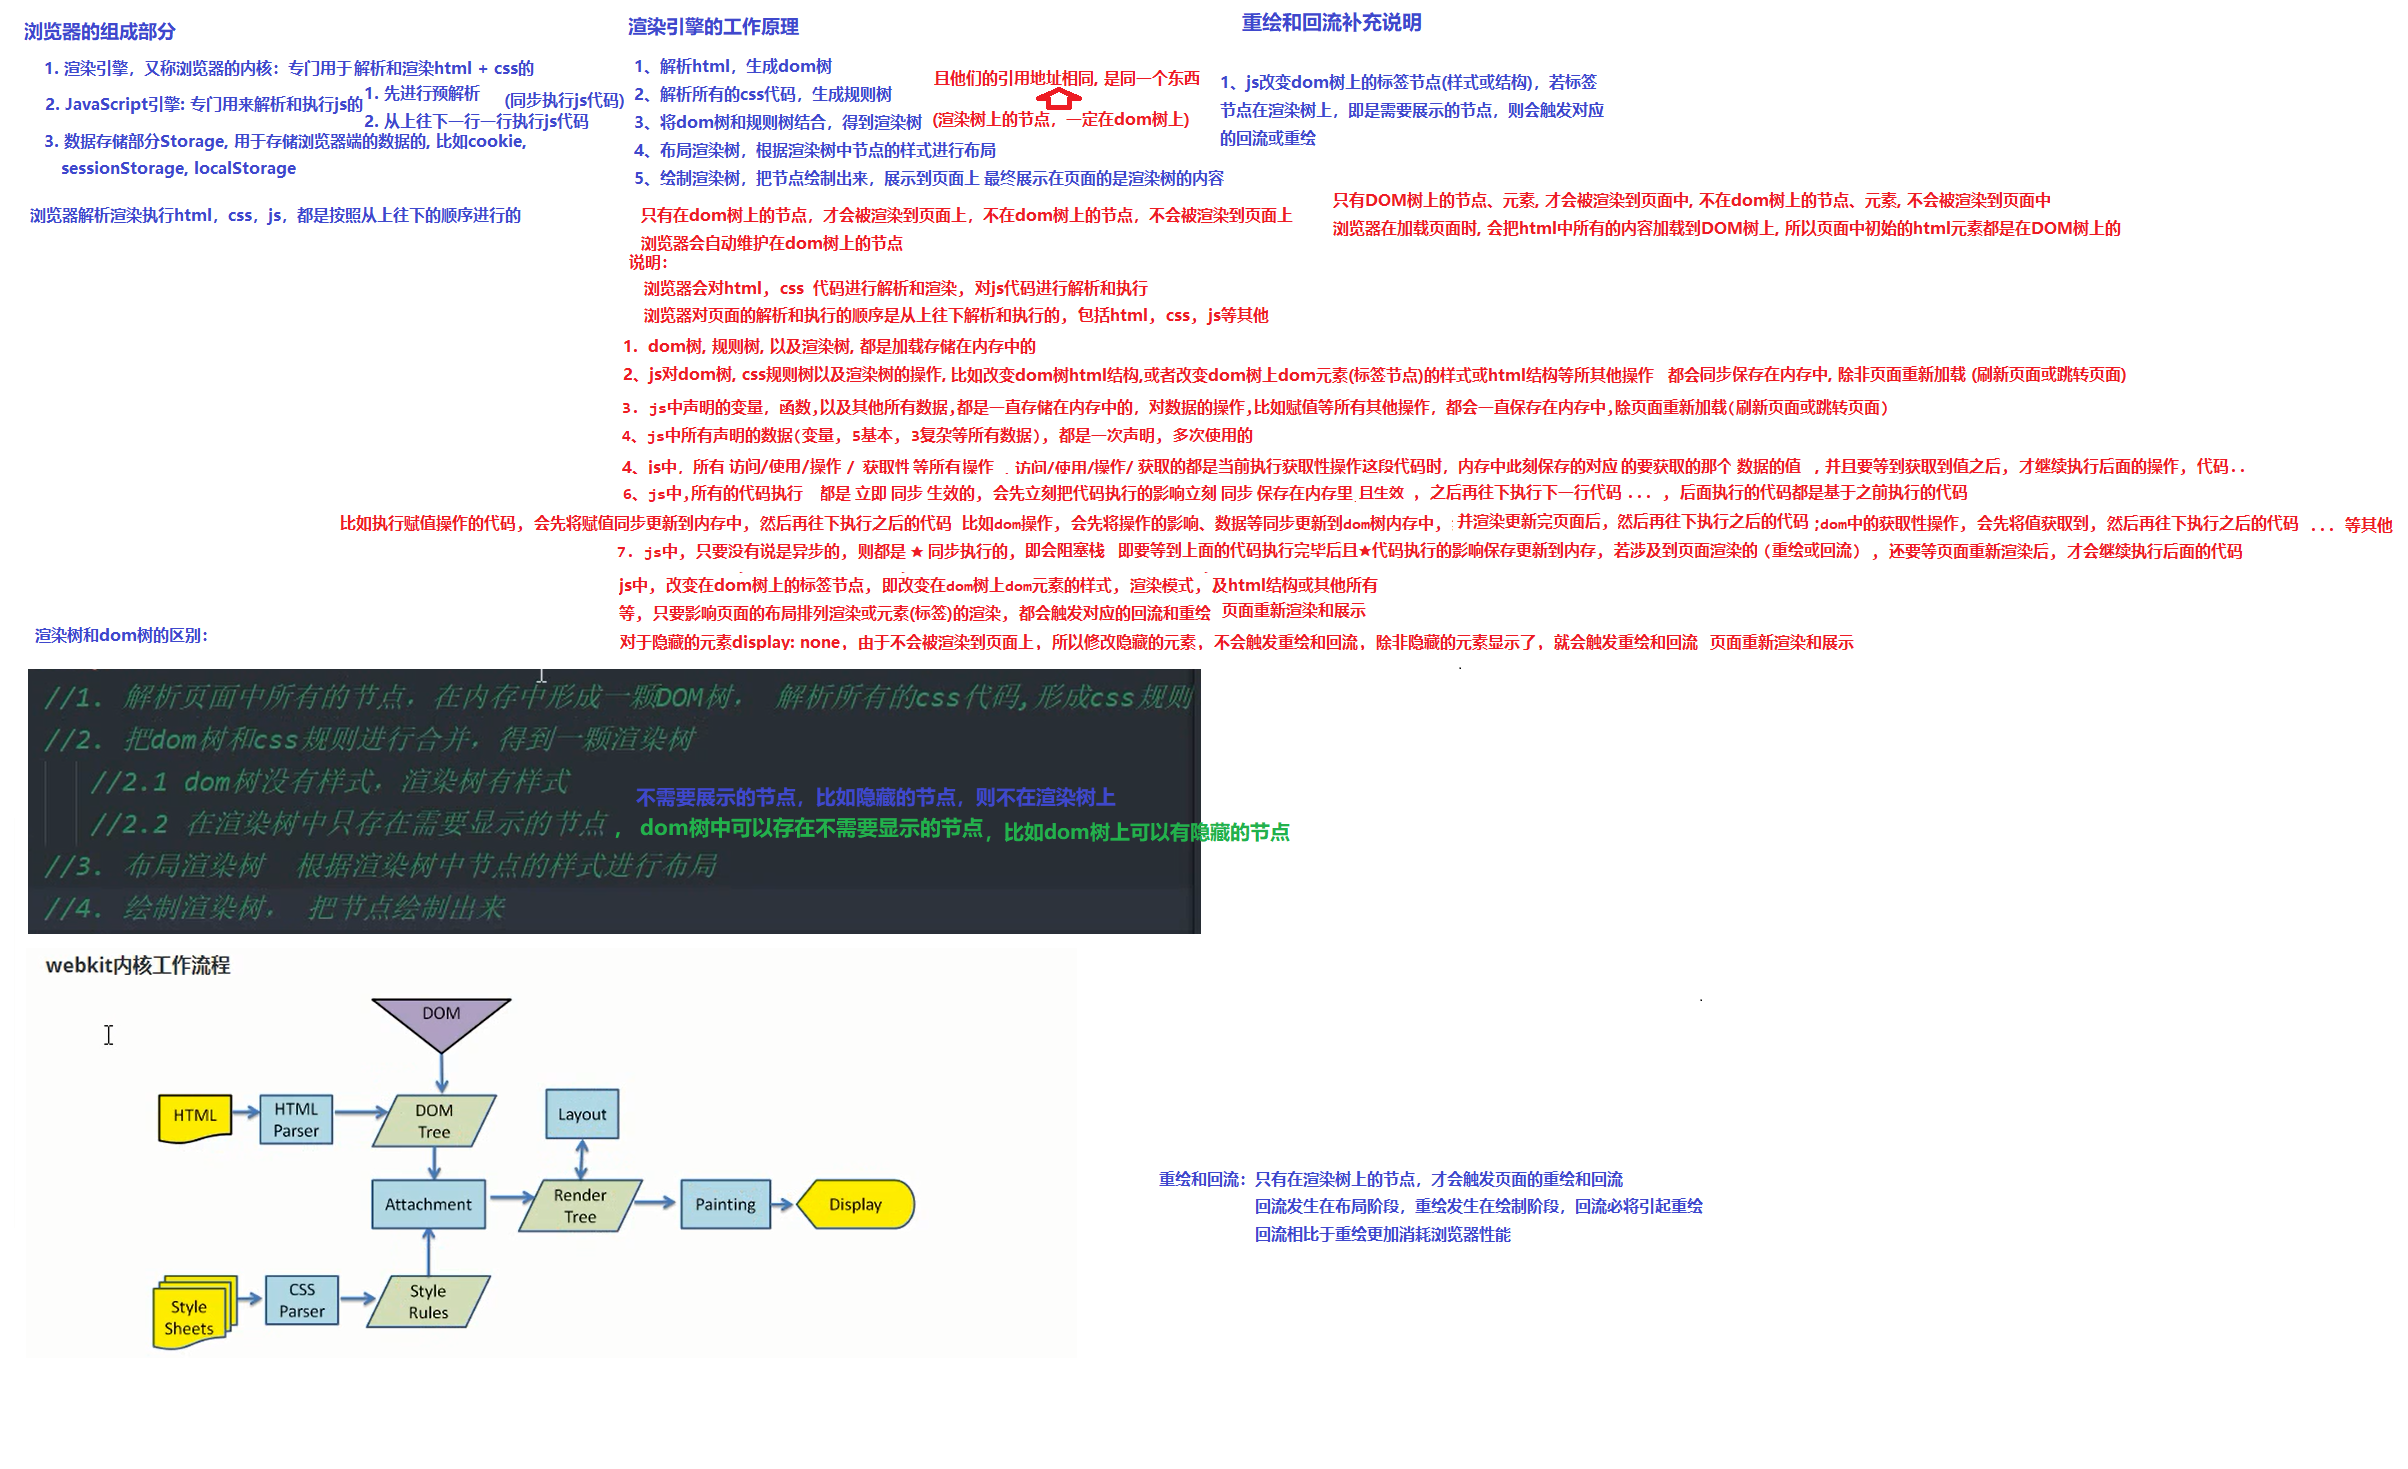 浏览器的组成部分
1. 渲染引擎，又称浏览器的内核：专门用于解析和渲染html + css的
2. JavaScript引擎: 专门用来解析和执行js的
1. 先进行预解析
(同步执行js代码)
2. 从上往下一行一行执行js代码
3. 数据存储部分Storage, 用于存储浏览器端的数据的, 比如cookie,
sessionStorage, localStorage
浏览器解析渲染执行html，css，js，都是按照从上往下的顺序进行的
渲染引擎的工作原理
1、解析html，生成dom树
2、解析所有的css代码，生成规则树
3、将dom树和规则树结合，得到渲染树
且他们的引用地址相同, 是同一个东西
(渲染树上的节点，一定在dom树上)
4、布局渲染树，根据渲染树中节点的样式进行布局
5、绘制渲染树，把节点绘制出来，展示到页面上 最终展示在页面的是渲染树的内容
重绘和回流补充说明
1、js改变dom树上的标签节点(样式或结构)，若标签
节点在渲染树上，即是需要展示的节点，则会触发对应
的回流或重绘
只有DOM树上的节点、元素, 才会被渲染到页面中, 不在dom树上的节点、元素, 不会被渲染到页面中
浏览器在加载页面时, 会把html中所有的内容加载到DOM树上, 所以页面中初始的html元素都是在DOM树上的
只有在dom树上的节点，才会被渲染到页面上，不在dom树上的节点，不会被渲染到页面上
浏览器会自动维护在dom树上的节点
说明：
浏览器会对html，css 代码进行解析和渲染，对js代码进行解析和执行
浏览器对页面的解析和执行的顺序是从上往下解析和执行的，包括html，css，js等其他
1. dom树, 规则树, 以及渲染树, 都是加载存储在内存中的
2、js对dom树, css规则树以及渲染树的操作, 比如改变dom树html结构,或者改变dom树上dom元素(标签节点)的样式或html结构等所其他操作 都会同步保存在内存中, 除非页面重新加载 (刷新页面或跳转页面)
3. js中声明的变量，函数,以及其他所有数据,都是一直存储在内存中的，对数据的操作,比如赋值等所有其他操作，都会一直保存在内存中,除页面重新加载(刷新页面或跳转页面)
4、js中所有声明的数据(变量，5基本，3复杂等所有数据)，都是一次声明，多次使用的
4、js中，所有 访问/使用/操作 / 获取性 等所有操作 . 访问/使用/操作/ 获取的都是当前执行获取性操作这段代码时，内存中此刻保存的对应 的要获取的那个 数据的值 ，并且要等到获取到值之后，才继续执行后面的操作，代码..
6、js中,所有的代码执行 都是 立即 同步 生效的，会先立刻把代码执行的影响立刻 同步 保存在内存里 且生效 ，之后再往下执行下一行代码 ... ，后面执行的代码都是基于之前执行的代码
比如执行赋值操作的代码，会先将赋值同步更新到内存中，然后再往下执行之后的代码 比如dom操作，会先将操作的影响、数据等同步更新到dom树内存中，并渲染更新完页面后，然后再往下执行之后的代码 ;dom中的获取性操作，会先将值获取到，然后再往下执行之后的代码 ... 等其他
7. js中，只要没有说是异步的，则都是 ★ 同步执行的，即会阻塞栈 即要等到上面的代码执行完毕后且★代码执行的影响保存更新到内存，若涉及到页面渲染的（重绘或回流），还要等页面重新渲染后，才会继续执行后面的代码
js中，改变在dom树上的标签节点，即改变在dom树上dom元素的样式，渲染模式，及html结构或其他所有
等，只要影响页面的布局排列渲染或元素(标签)的渲染，都会触发对应的回流和重绘 页面重新渲染和展示
对于隐藏的元素display: none，由于不会被渲染到页面上，所以修改隐藏的元素，不会触发重绘和回流，除非隐藏的元素显示了，就会触发重绘和回流 页面重新渲染和展示
渲染树和dom树的区别：
//1. 解析页面中所有的节点，在内存中形成一颗DOM树， 解析所有的css代码,形成css规则
//2. 把dom树和css规则进行合并，得到一颗渲染树
//2.1 dom树没有样式，渲染树有样式
不需要展示的节点，比如隐藏的节点，则不在渲染树上
//2.2 在渲染树中只存在需要显示的节点，dom树中可以存在不需要显示的节点，比如dom树上可以有隐藏的节点
//3. 布局渲染树 根据渲染树中节点的样式进行布局
//4. 绘制渲染树， 把节点绘制出来
webkit内核工作流程
DOM
HTML
HTML
Parser
DOM
Tree
Layout
Attachment
Render
Tree
Painting
Display
Style
Sheets
CSS
Parser
Style
Rules
重绘和回流：只有在渲染树上的节点，才会触发页面的重绘和回流
回流发生在布局阶段，重绘发生在绘制阶段，回流必将引起重绘
回流相比于重绘更加消耗浏览器性能